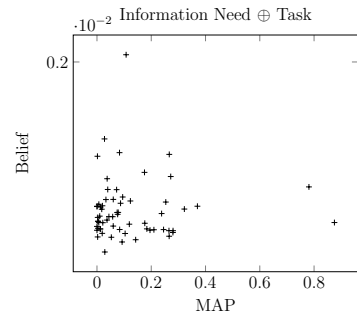 Information Need ⊕ Task
·10⁻²
0.2
Belief
0 0.2 0.4 0.6 0.8
MAP